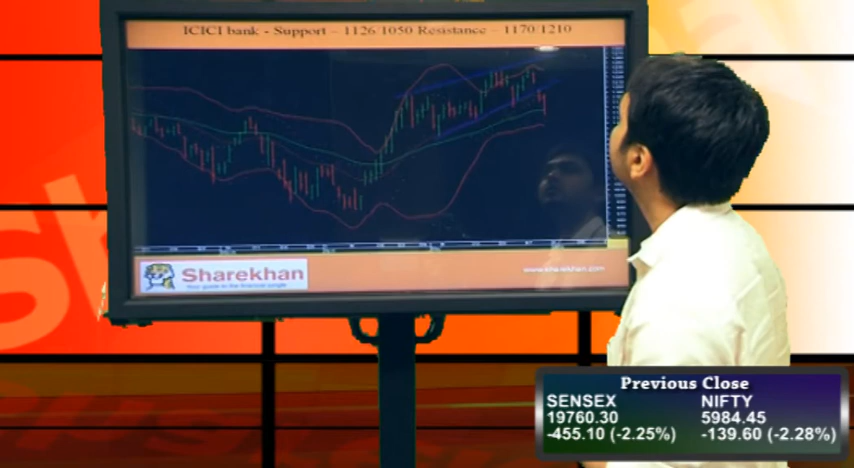 ICICI bank - Support – 1126/1050 Resistance – 1170/1210
Sharekhan
Your guide to the financial jungle
www.sharekhan.com
Previous Close
SENSEX NIFTY
19760.30 5984.45
-455.10 (-2.25%) -139.60 (-2.28%)